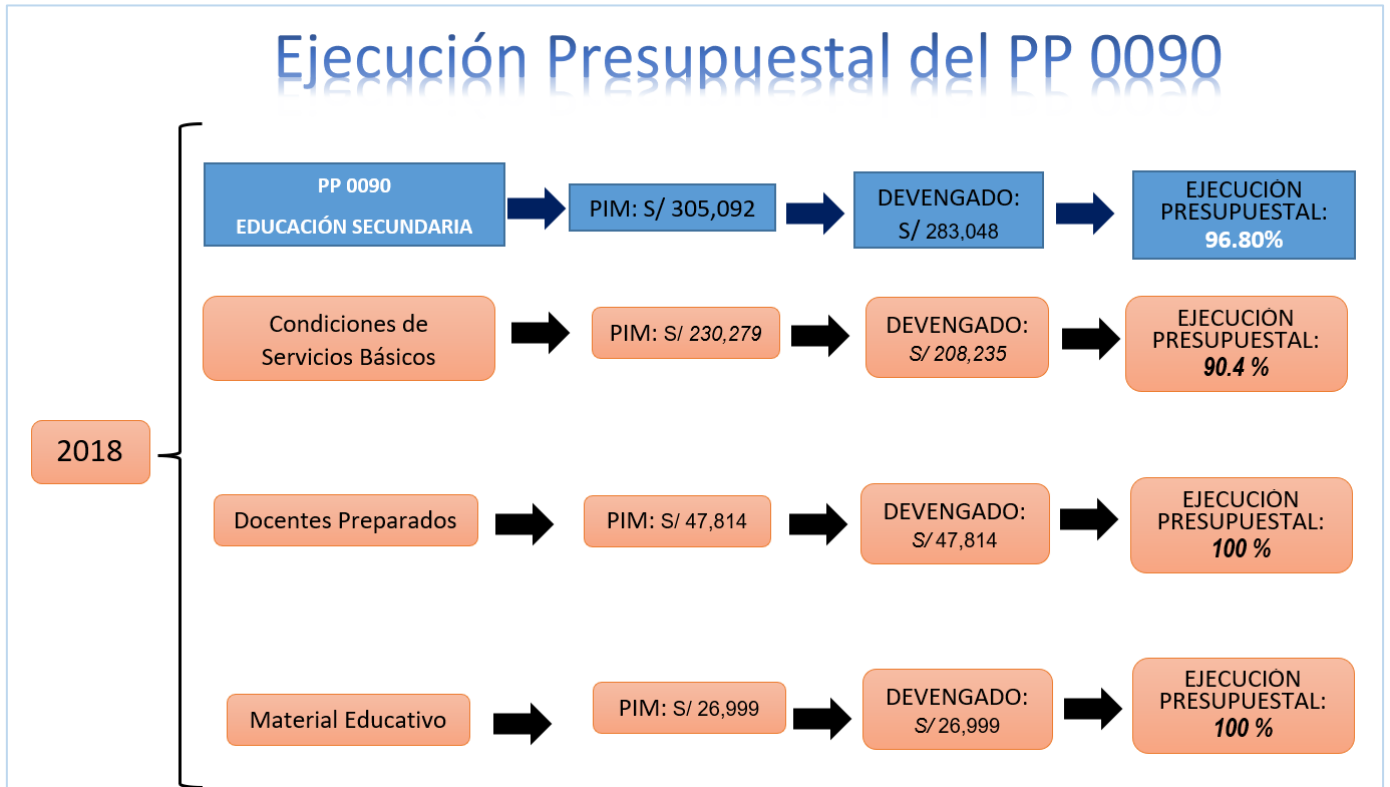 Ejecución Presupuestal del PP 0090
PP 0090
EDUCACIÓN SECUNDARIA
PIM: S/ 305,092
DEVENGADO:
S/ 283,048
EJECUCIÓN
PRESUPUESTAL:
96.80%
Condiciones de
Servicios Básicos
PIM: S/ 230,279
DEVENGADO:
S/ 208,235
EJECUCIÓN
PRESUPUESTAL:
90.4 %
2018
Docentes Preparados
PIM: S/ 47,814
DEVENGADO:
S/ 47,814
EJECUCIÓN
PRESUPUESTAL:
100 %
Material Educativo
PIM: S/ 26,999
DEVENGADO:
S/ 26,999
EJECUCIÓN
PRESUPUESTAL:
100 %